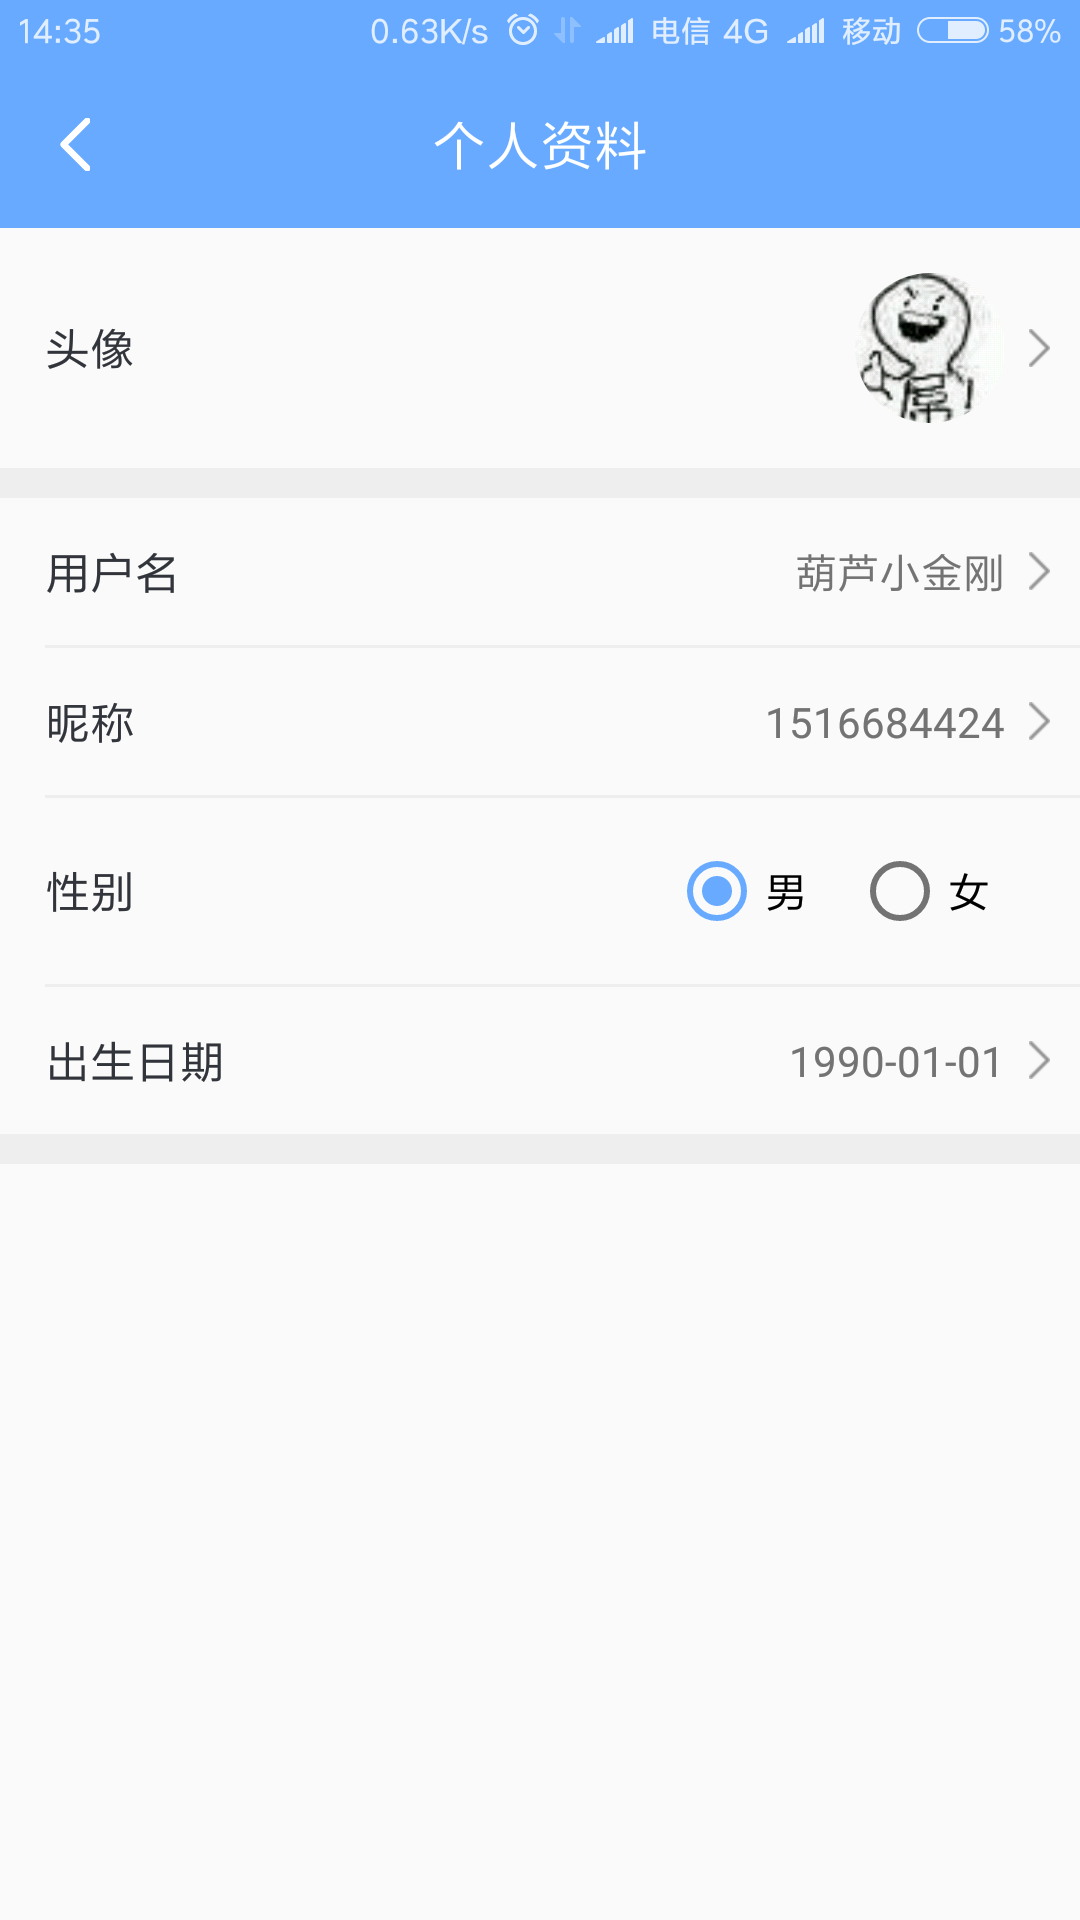 14:35 0.63K/s 电信 4G 移动 58%
个人资料
头像
屌
用户名 葫芦小金刚
昵称 1516684424
性别 男 女
出生日期 1990-01-01